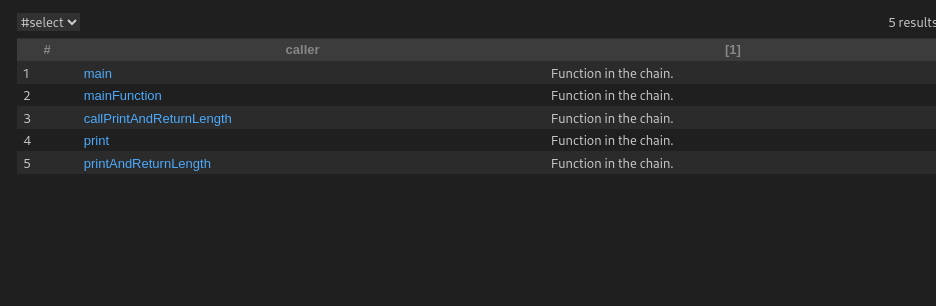 #select 5 results
# caller [1]
1 main Function in the chain.
2 mainFunction Function in the chain.
3 callPrintAndReturnLength Function in the chain.
4 print Function in the chain.
5 printAndReturnLength Function in the chain.